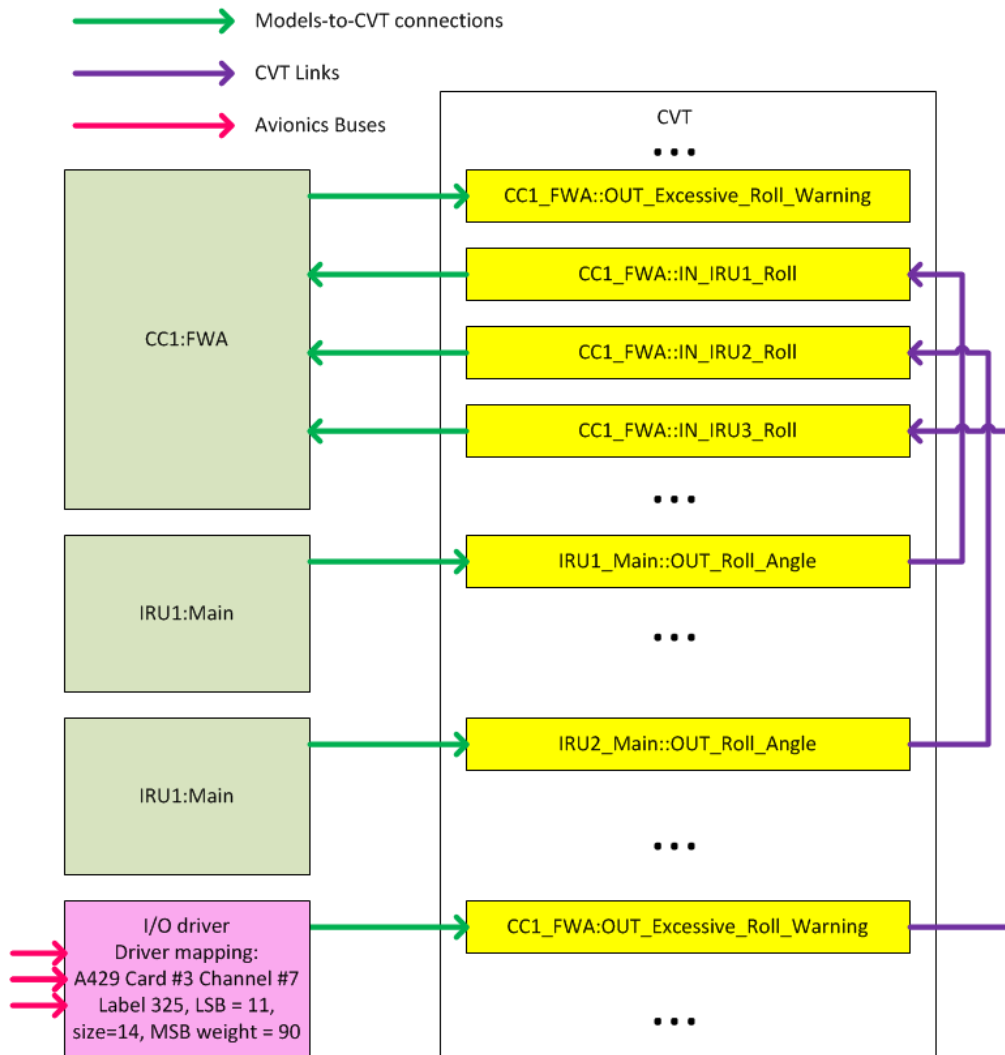 Models-to-CVT connections
CVT Links
Avionics Buses
CVT
...
CC1:FWA
CC1_FWA::OUT_Excessive_Roll_Warning
CC1_FWA::IN_IRU1_Roll
CC1_FWA::IN_IRU2_Roll
CC1_FWA::IN_IRU3_Roll
...
IRU1:Main
IRU1_Main::OUT_Roll_Angle
...
IRU1:Main
IRU2_Main::OUT_Roll_Angle
...
I/O driver
Driver mapping:
A429 Card #3 Channel #7
Label 325, LSB = 11,
size=14, MSB weight = 90
CC1_FWA:OUT_Excessive_Roll_Warning
...